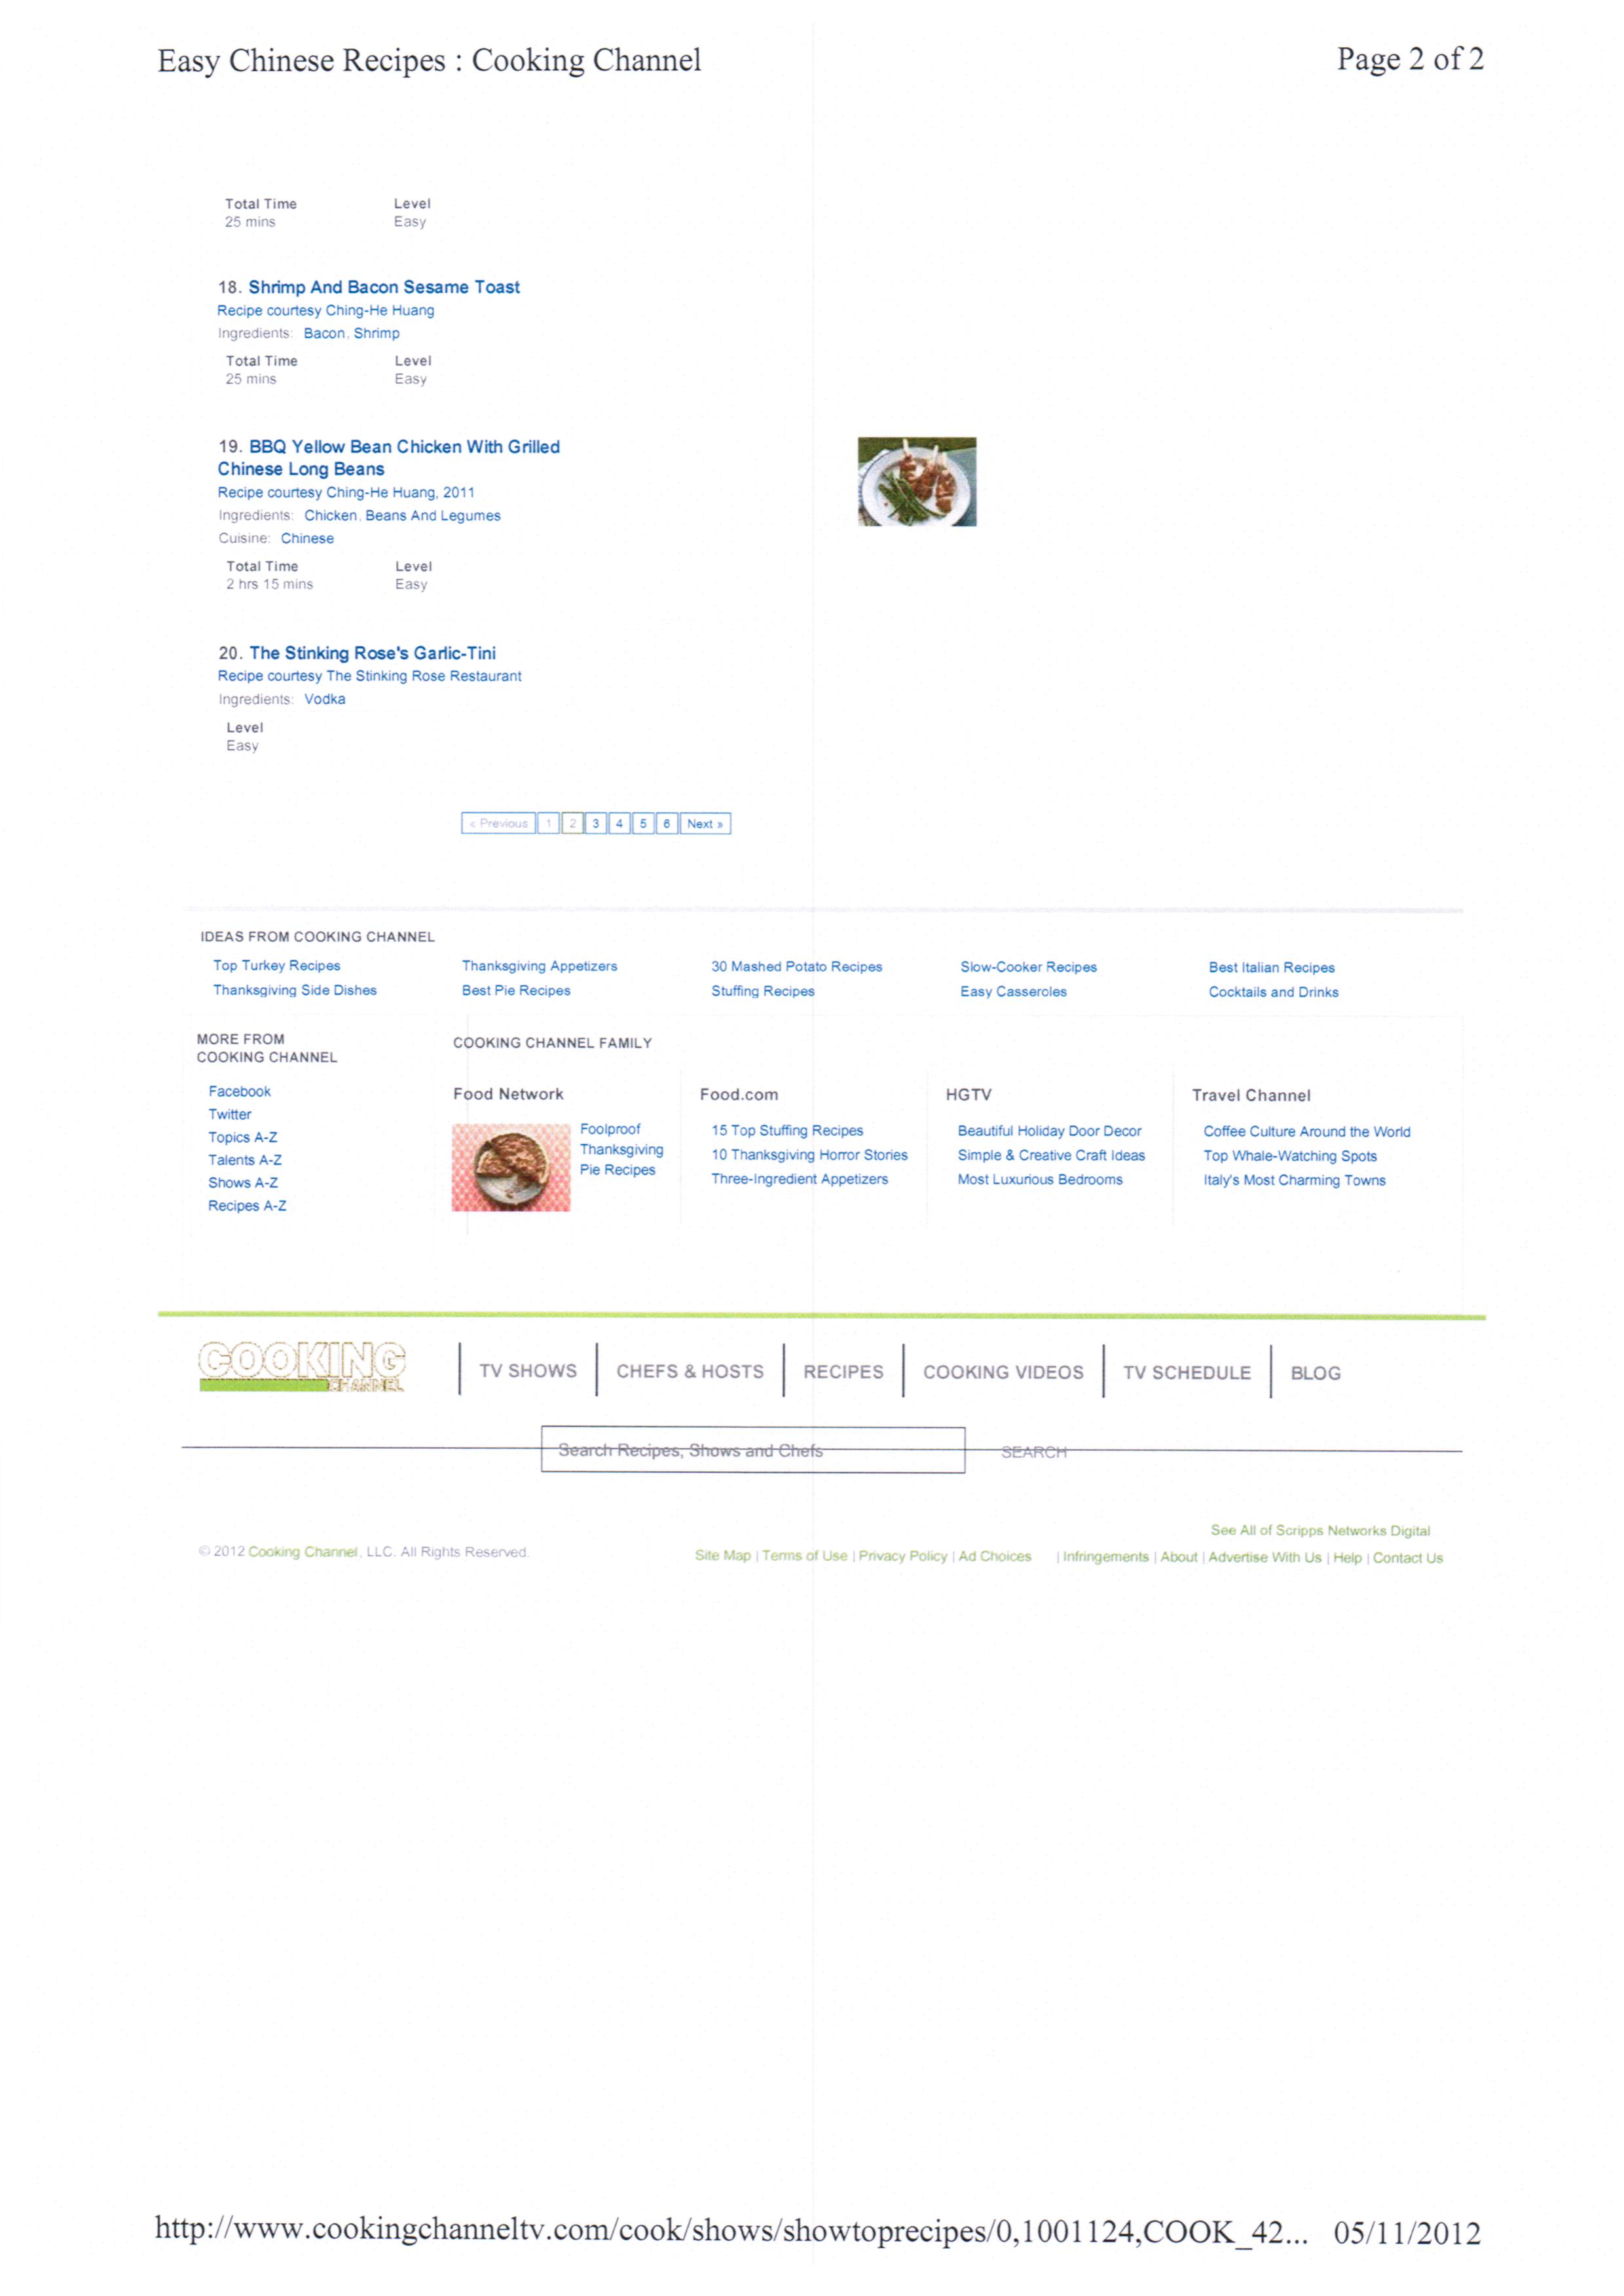 Easy Chinese Recipes : Cooking Channel Page 2 of 2
Total Time Level
25 mins Easy
18. Shrimp And Bacon Sesame Toast
Recipe courtesy Ching-He Huang
Ingredients: Bacon, Shrimp
Total Time Level
25 mins Easy
19. BBQ Yellow Bean Chicken With Grilled
Chinese Long Beans
Recipe courtesy Ching-He Huang, 2011
Ingredients: Chicken, Beans And Legumes
Cuisine: Chinese
Total Time Level
2 hrs 15 mins Easy
20. The Stinking Rose's Garlic-Tini
Recipe courtesy The Stinking Rose Restaurant
Ingredients: Vodka
Level
Easy
« Previous 1 2 3 4 5 6 Next »
IDEAS FROM COOKING CHANNEL
Top Turkey Recipes Thanksgiving Appetizers 30 Mashed Potato Recipes Slow-Cooker Recipes Best Italian Recipes
Thanksgiving Side Dishes Best Pie Recipes Stuffing Recipes Easy Casseroles Cocktails and Drinks
MORE FROM
COOKING CHANNEL
Facebook
Twitter
Topics A-Z
Talents A-Z
Shows A-Z
Recipes A-Z
COOKING CHANNEL FAMILY
Food Network
Foolproof
Thanksgiving
Pie Recipes
Food.com
15 Top Stuffing Recipes
10 Thanksgiving Horror Stories
Three-Ingredient Appetizers
HGTV
Beautiful Holiday Door Decor
Simple & Creative Craft Ideas
Most Luxurious Bedrooms
Travel Channel
Coffee Culture Around the World
Top Whale-Watching Spots
Italy's Most Charming Towns
COOKING
CHANNEL
TV SHOWS CHEFS & HOSTS RECIPES COOKING VIDEOS TV SCHEDULE BLOG
Search Recipes, Shows and Chefs SEARCH
See All of Scripps Networks Digital
© 2012 Cooking Channel, LLC. All Rights Reserved. Site Map | Terms of Use | Privacy Policy | Ad Choices | Infringements | About | Advertise With Us | Help | Contact Us
http://www.cookingchanneltv.com/cook/shows/showtoprecipes/0,1001124,COOK_42... 05/11/2012